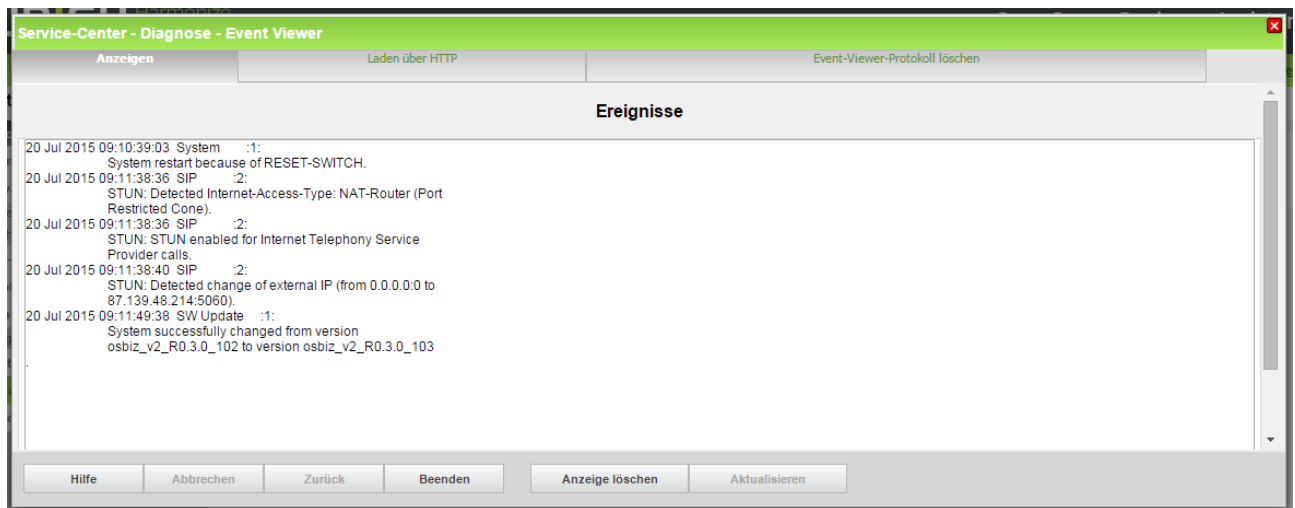 Harmonize
Service-Center - Diagnose - Event Viewer
Anzeigen
Laden über HTTP
Event-Viewer-Protokoll löschen
Ereignisse
20 Jul 2015 09:10:39:03 System :1:
System restart because of RESET-SWITCH.
20 Jul 2015 09:11:38:36 SIP :2:
STUN: Detected Internet-Access-Type: NAT-Router (Port
Restricted Cone).
20 Jul 2015 09:11:38:36 SIP :2:
STUN: STUN enabled for Internet Telephony Service
Provider calls.
20 Jul 2015 09:11:38:40 SIP :2:
STUN: Detected change of external IP (from 0.0.0.0:0 to
87.139.48.214:5060).
20 Jul 2015 09:11:49:38 SW Update :1:
System successfully changed from version
osbiz_v2_R0.3.0_102 to version osbiz_v2_R0.3.0_103
.
Hilfe
Abbrechen
Zurück
Beenden
Anzeige löschen
Aktualisieren